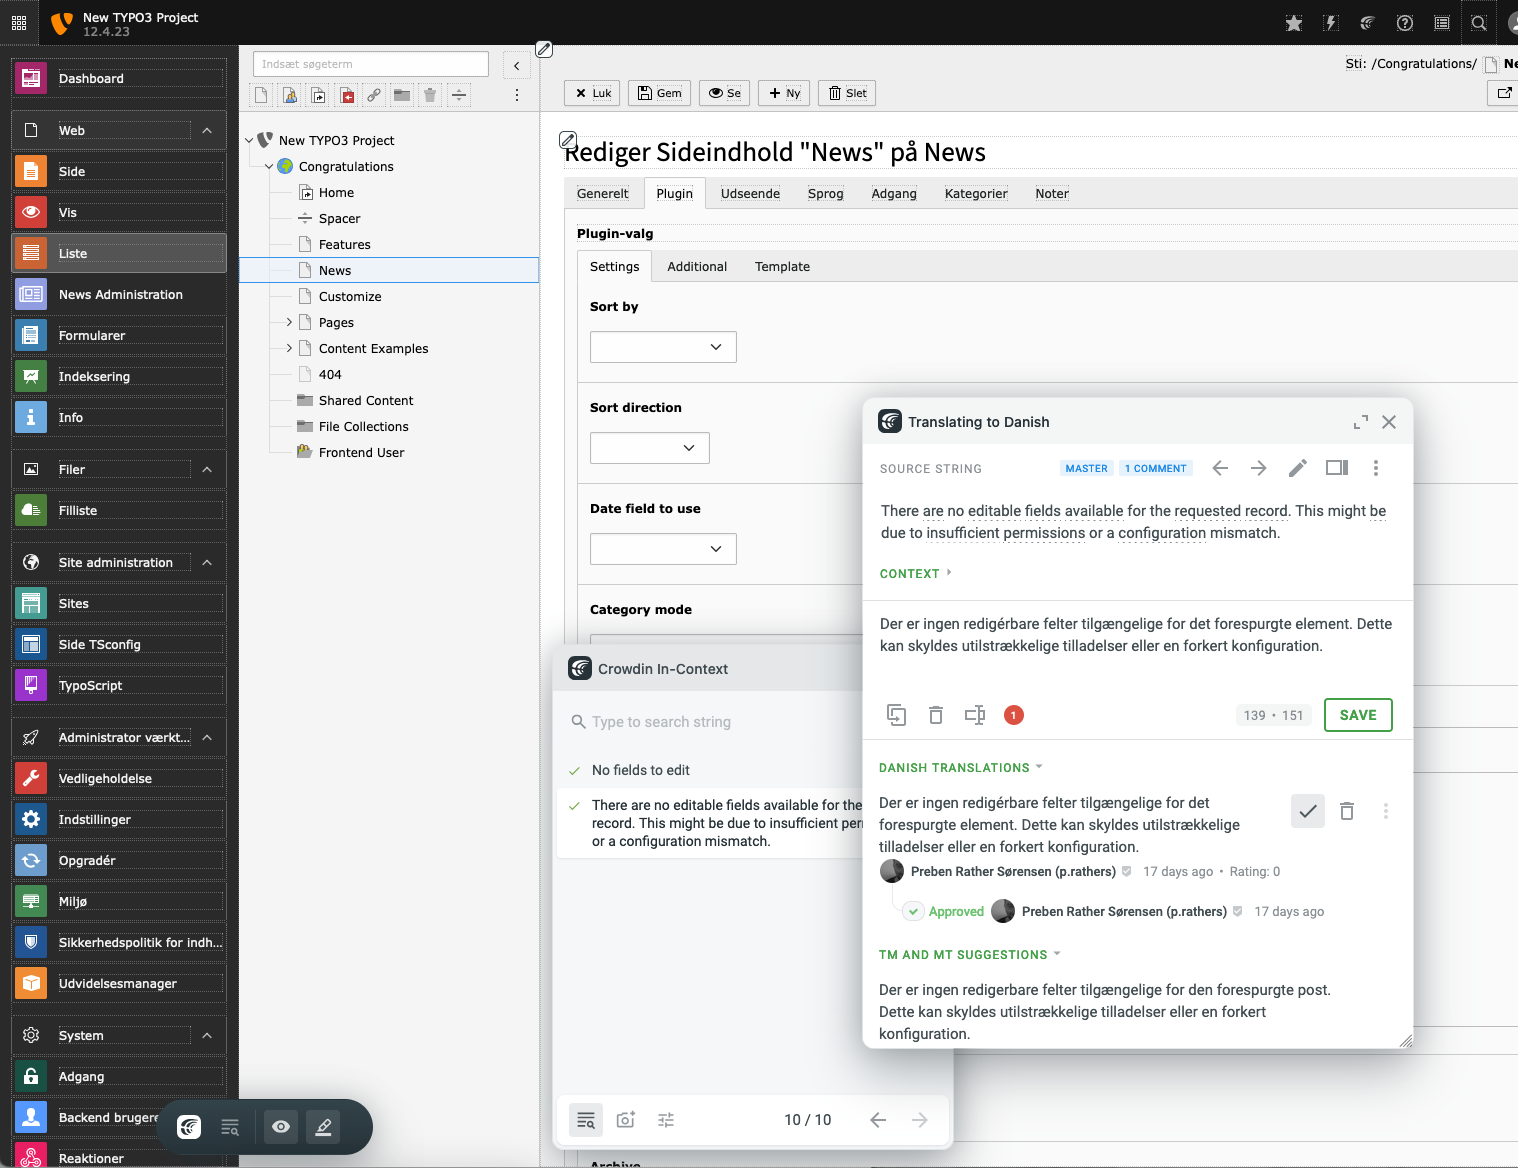 New TYPO3 Project
12.4.23
Dashboard
Web
Side
Vis
Liste
News Administration
Formularer
Indeksering
Info
Filer
Filliste
Site administration
Sites
Side TSconfig
TypoScript
Administrator værkt...
Vedligeholdelse
Indstillinger
Opgradér
Miljø
Sikkerhedspolitik for indh...
Udvidelsesmanager
System
Adgang
Backend brugere
Reaktioner
Indsæt søgeterm
New TYPO3 Project
Congratulations
Home
Spacer
Features
News
Customize
Pages
Content Examples
404
Shared Content
File Collections
Frontend User
Sti: /Congratulations/ Ne
Luk Gem Se Ny Slet
Rediger Sideindhold "News" på News
Generelt Plugin Udseende Sprog Adgang Kategorier Noter
Plugin-valg
Settings Additional Template
Sort by
Sort direction
Date field to use
Category mode
Archive
Crowdin In-Context
Type to search string
No fields to edit
There are no editable fields available for the
record. This might be due to insufficient per
or a configuration mismatch.
10 / 10
Translating to Danish
SOURCE STRING MASTER 1 COMMENT
There are no editable fields available for the requested record. This might be
due to insufficient permissions or a configuration mismatch.
CONTEXT
Der er ingen redigérbare felter tilgængelige for det forespurgte element. Dette
kan skyldes utilstrækkelige tilladelser eller en forkert konfiguration.
1 139 • 151 SAVE
DANISH TRANSLATIONS
Der er ingen redigérbare felter tilgængelige for det
forespurgte element. Dette kan skyldes utilstrækkelige
tilladelser eller en forkert konfiguration.
Preben Rather Sørensen (p.rathers) 17 days ago • Rating: 0
Approved Preben Rather Sørensen (p.rathers) 17 days ago
TM AND MT SUGGESTIONS
Der er ingen redigerbare felter tilgængelige for den forespurgte post.
Dette kan skyldes utilstrækkelige tilladelser eller en forkert
konfiguration.